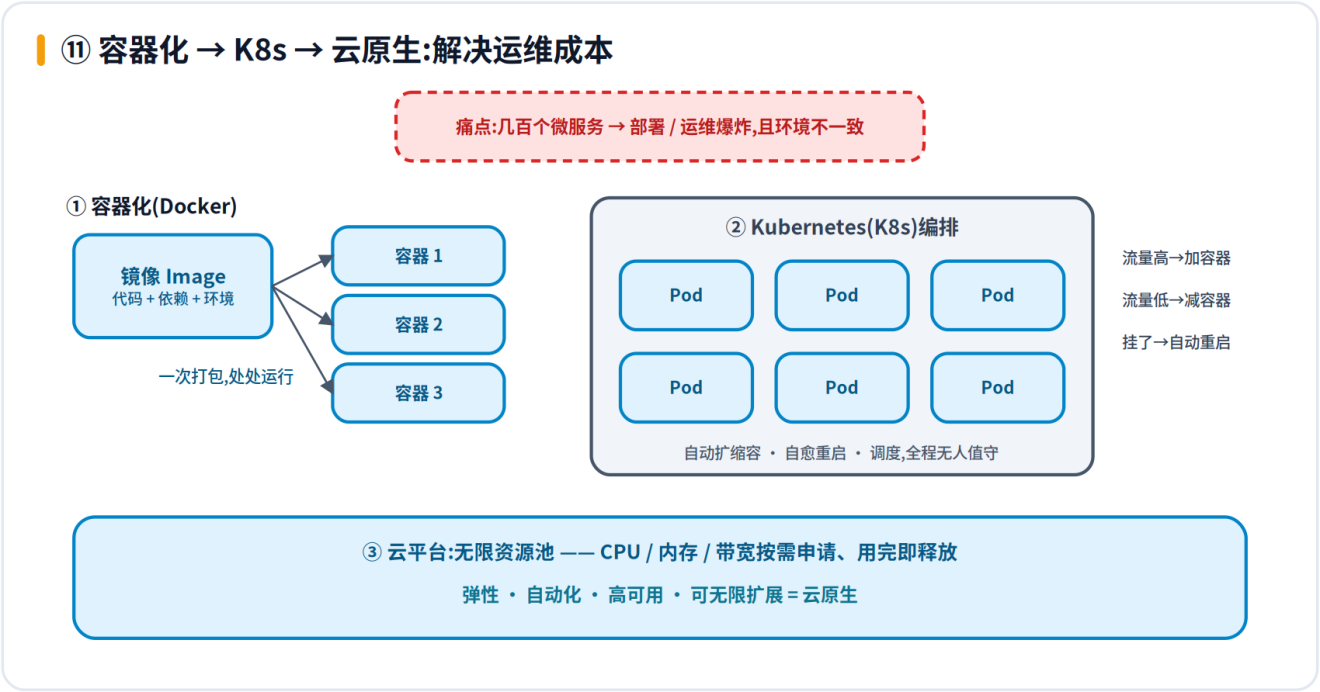 ⑪ 容器化 → K8s → 云原生:解决运维成本
痛点:几百个微服务 → 部署 / 运维爆炸,且环境不一致
① 容器化(Docker)
镜像 Image
代码 + 依赖 + 环境
容器 1
容器 2
容器 3
一次打包,处处运行
② Kubernetes(K8s)编排
Pod
Pod
Pod
Pod
Pod
Pod
自动扩缩容 · 自愈重启 · 调度,全程无人值守
流量高→加容器
流量低→减容器
挂了→自动重启
③ 云平台:无限资源池 —— CPU / 内存 / 带宽按需申请、用完即释放
弹性 · 自动化 · 高可用 · 可无限扩展 = 云原生